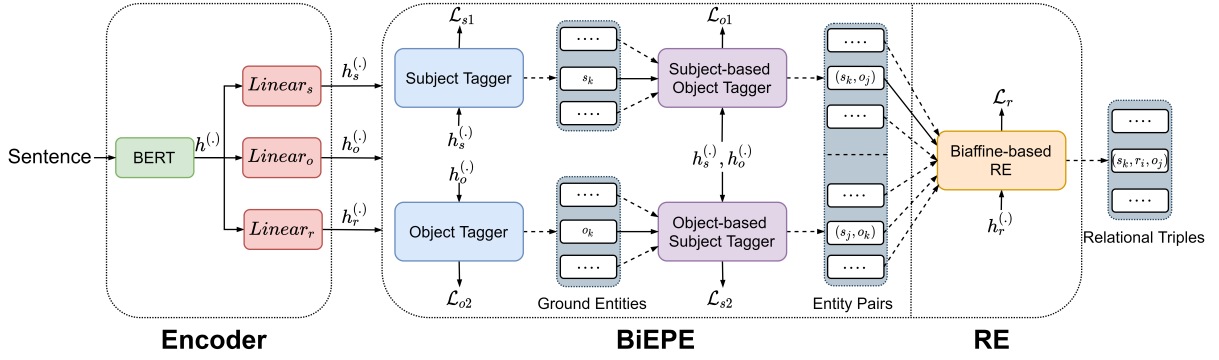 Sentence
BERT
h^{(.)}
Linear_s
Linear_o
Linear_r
h_s^{(.)}
h_o^{(.)}
h_r^{(.)}
Encoder
ℒ_{s1}
Subject Tagger
h_s^{(.)}
h_o^{(.)}
Object Tagger
ℒ_{o2}
....
s_k
....
....
o_k
....
Ground Entities
ℒ_{o1}
Subject-based
Object Tagger
h_s^{(.)}, h_o^{(.)}
Object-based
Subject Tagger
ℒ_{s2}
....
(s_k, o_j)
....
....
(s_j, o_k)
....
Entity Pairs
BiEPE
ℒ_r
Biaffine-based
RE
h_r^{(.)}
RE
....
(s_k, r_i, o_j)
....
Relational Triples